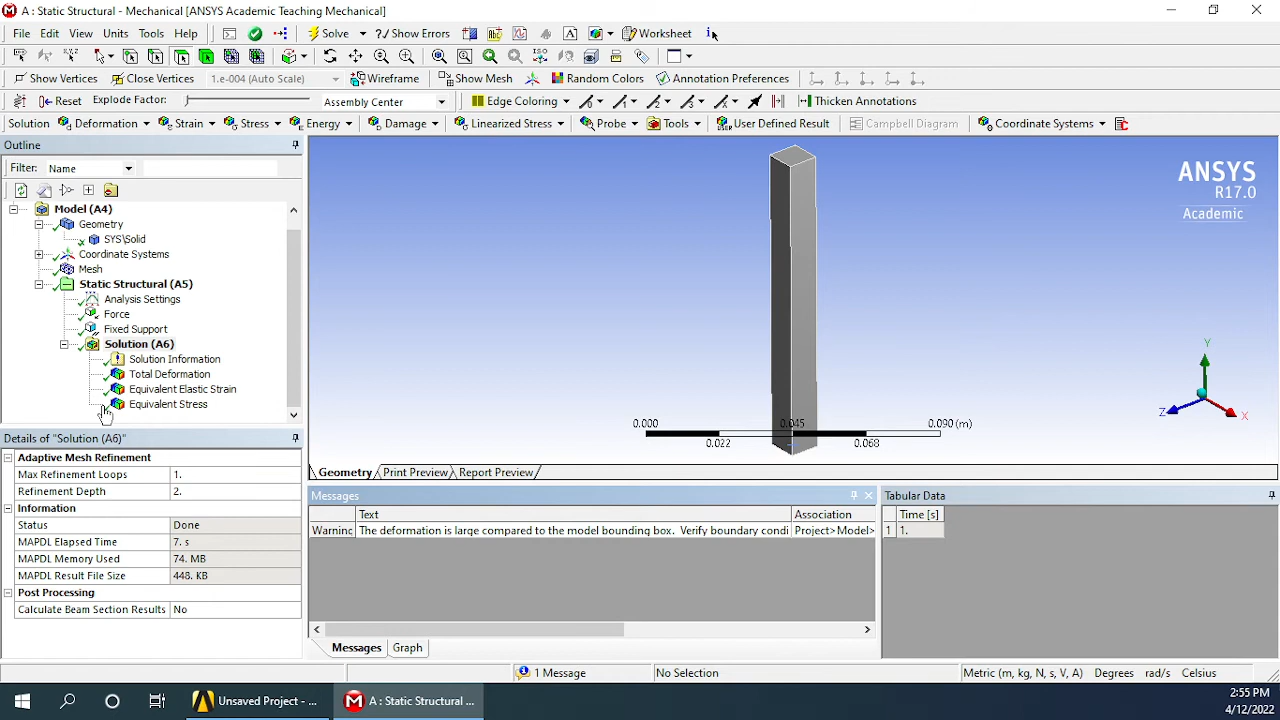 A : Static Structural - Mechanical [ANSYS Academic Teaching Mechanical]
File Edit View Units Tools Help Solve Show Errors Worksheet
Show Vertices Close Vertices 1.e-004 (Auto Scale) Wireframe Show Mesh Random Colors Annotation Preferences
Reset Explode Factor: Assembly Center Edge Coloring Thicken Annotations
Solution Deformation Strain Stress Energy Damage Linearized Stress Probe Tools User Defined Result Campbell Diagram Coordinate Systems
Outline
Filter: Name
Model (A4)
Geometry
SYS\Solid
Coordinate Systems
Mesh
Static Structural (A5)
Analysis Settings
Force
Fixed Support
Solution (A6)
Solution Information
Total Deformation
Equivalent Elastic Strain
Equivalent Stress
Details of "Solution (A6)"
Adaptive Mesh Refinement
Max Refinement Loops 1.
Refinement Depth 2.
Information
Status Done
MAPDL Elapsed Time 7. s
MAPDL Memory Used 74. MB
MAPDL Result File Size 448. KB
Post Processing
Calculate Beam Section Results No
ANSYS
R17.0
Academic
Y
Z X
0.000 0.045 0.090 (m)
0.022 0.068
Geometry Print Preview Report Preview
Messages
Text Association
Warning The deformation is large compared to the model bounding box. Verify boundary condi Project>Model>
Messages Graph
Tabular Data
Time [s]
1 1.
1 Message No Selection Metric (m, kg, N, s, V, A) Degrees rad/s Celsius
Unsaved Project - ... A : Static Structural ...
2:55 PM
4/12/2022